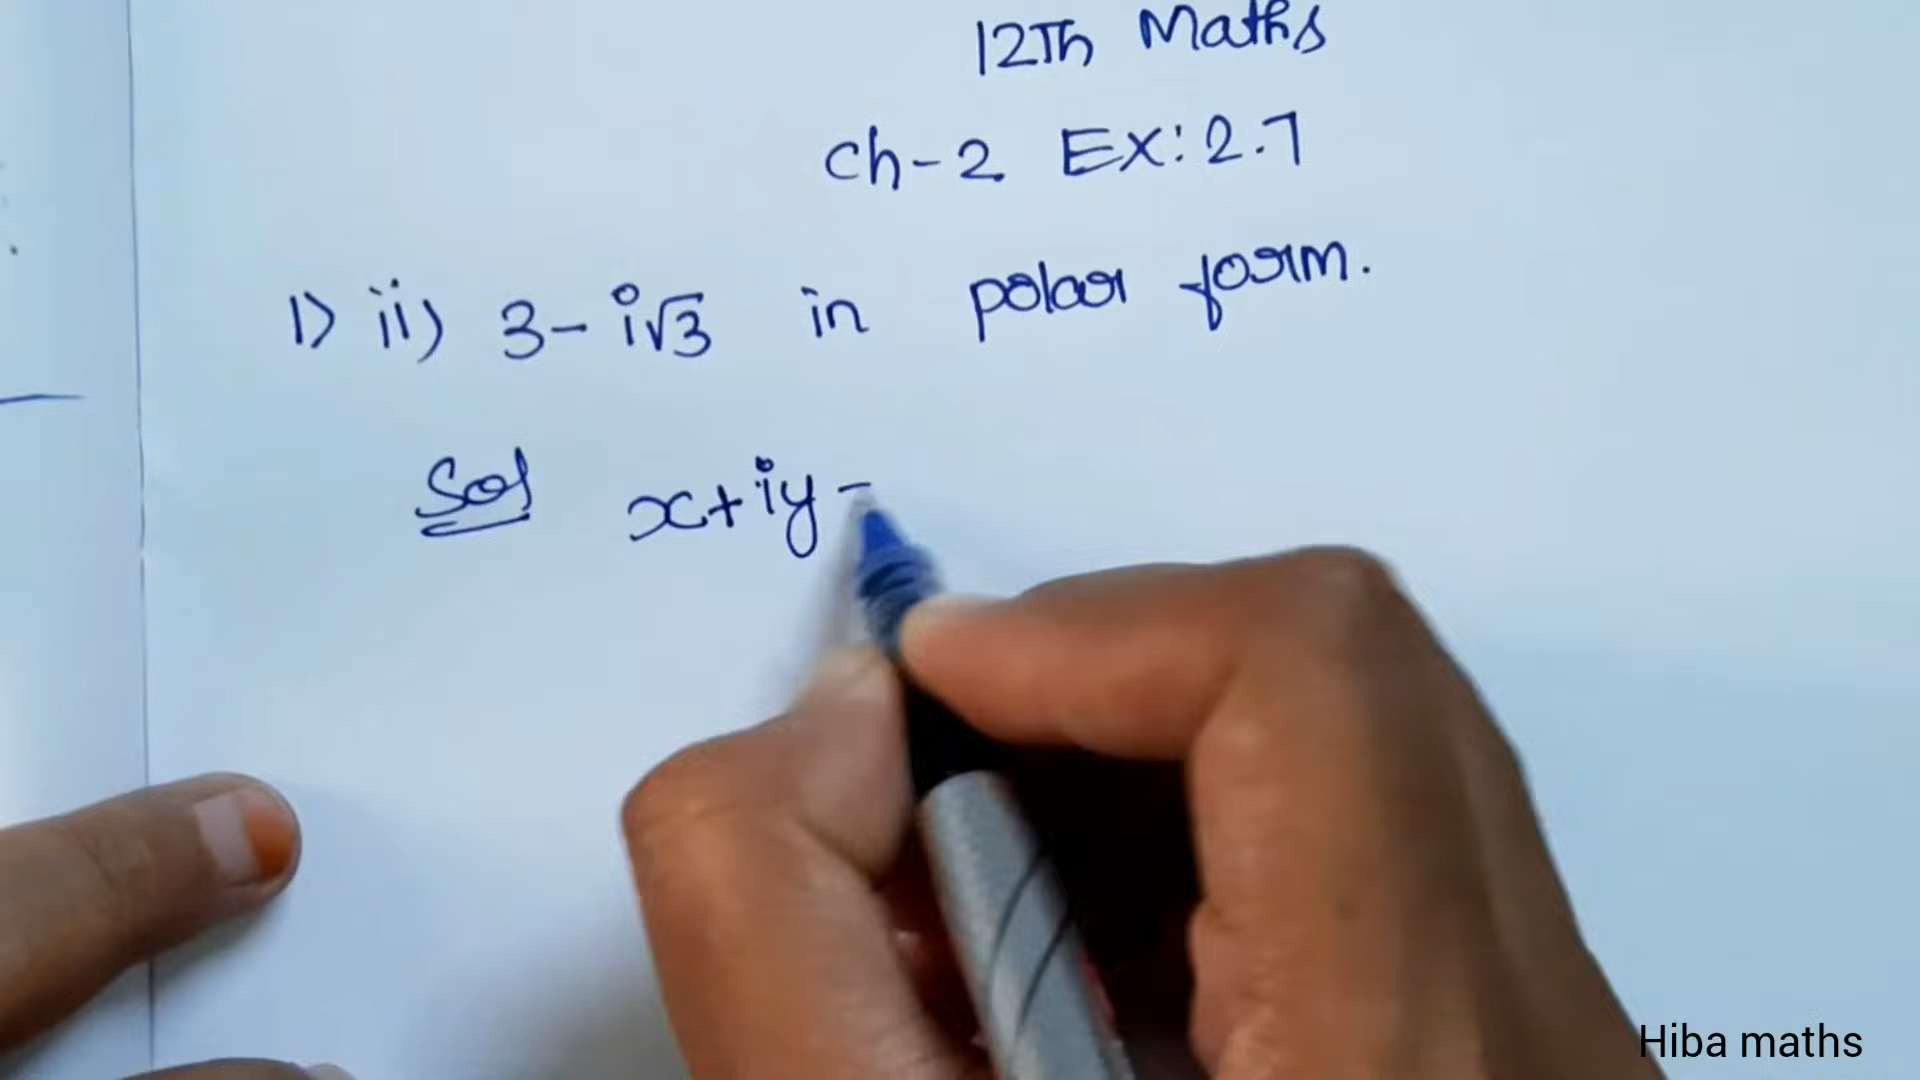 12Th Maths
Ch-2 Ex: 2.7
1) ii) 3 - i√3 in polar form.
Sol x+iy =
Hiba maths